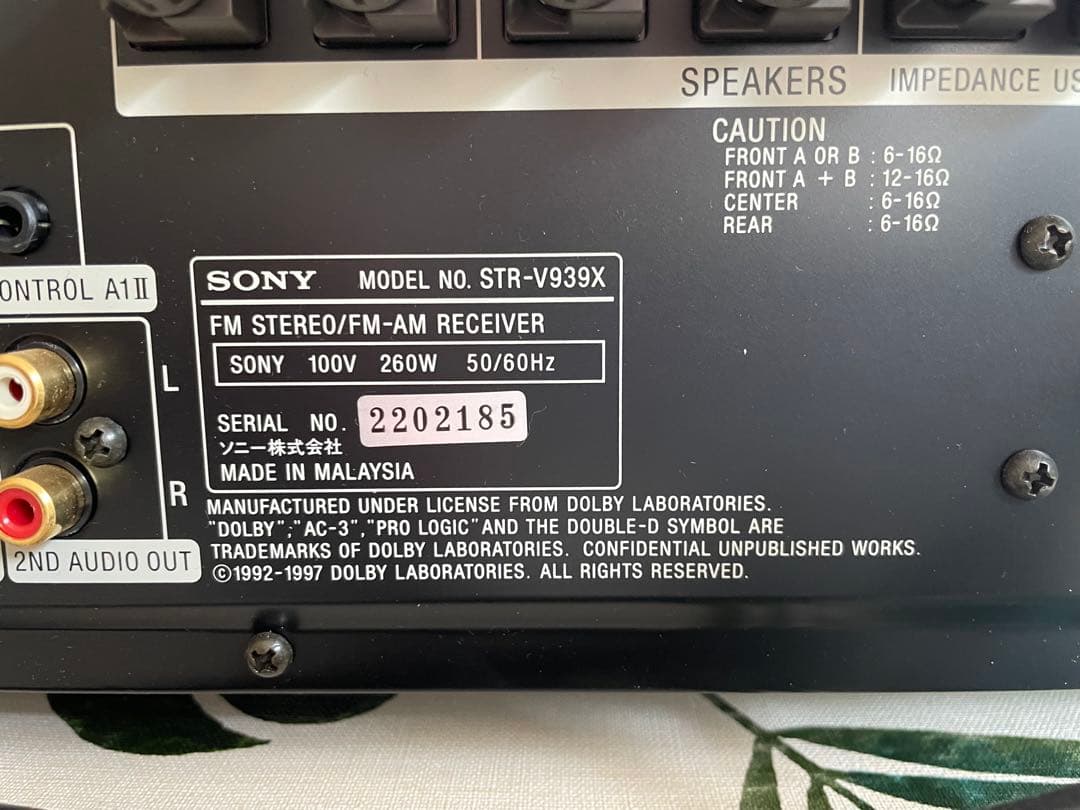 SPEAKERS IMPEDANCE US
CAUTION
FRONT A OR B : 6-16Ω
FRONT A + B : 12-16Ω
CENTER : 6-16Ω
REAR : 6-16Ω
ONTROL A1II
L
R
2ND AUDIO OUT
SONY MODEL NO. STR-V939X
FM STEREO/FM-AM RECEIVER
SONY 100V 260W 50/60Hz
SERIAL NO. 2202185
ソニー株式会社
MADE IN MALAYSIA
MANUFACTURED UNDER LICENSE FROM DOLBY LABORATORIES.
"DOLBY","AC-3","PRO LOGIC" AND THE DOUBLE-D SYMBOL ARE
TRADEMARKS OF DOLBY LABORATORIES. CONFIDENTIAL UNPUBLISHED WORKS.
©1992-1997 DOLBY LABORATORIES. ALL RIGHTS RESERVED.